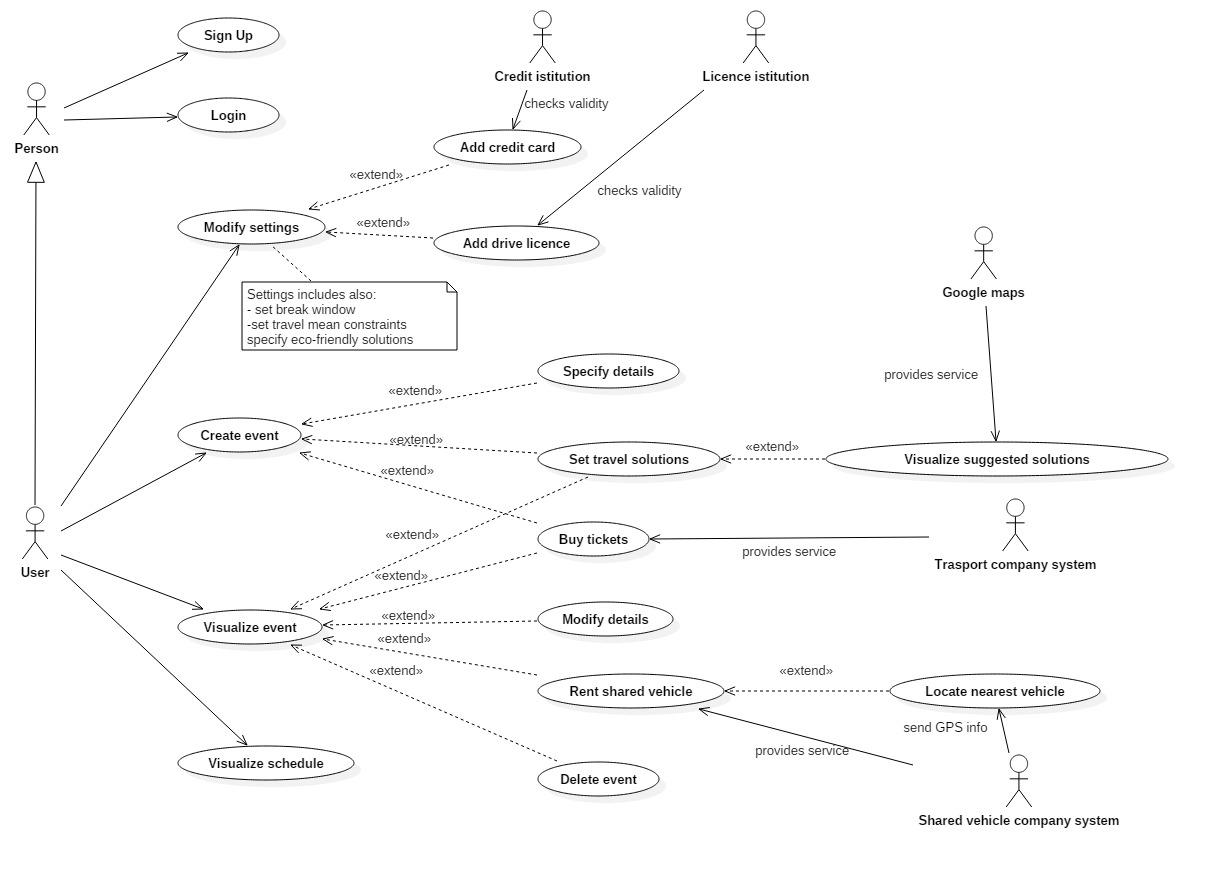 Sign Up
Login
Person
Credit istitution
Licence istitution
checks validity
Add credit card
«extend»
checks validity
Modify settings
«extend»
Add drive licence
Settings includes also:
- set break window
-set travel mean constraints
specify eco-friendly solutions
Google maps
provides service
Specify details
«extend»
Create event
«extend»
Set travel solutions
«extend»
Visualize suggested solutions
«extend»
User
«extend»
Buy tickets
provides service
Trasport company system
«extend»
Visualize event
«extend»
Modify details
«extend»
Rent shared vehicle
«extend»
Locate nearest vehicle
«extend»
send GPS info
provides service
Visualize schedule
Delete event
Shared vehicle company system